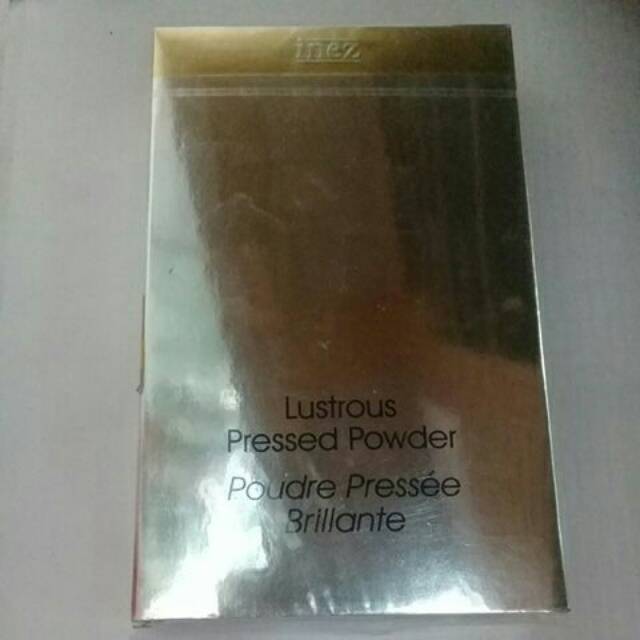 inez
Lustrous
Pressed Powder
Poudre Pressée
Brillante